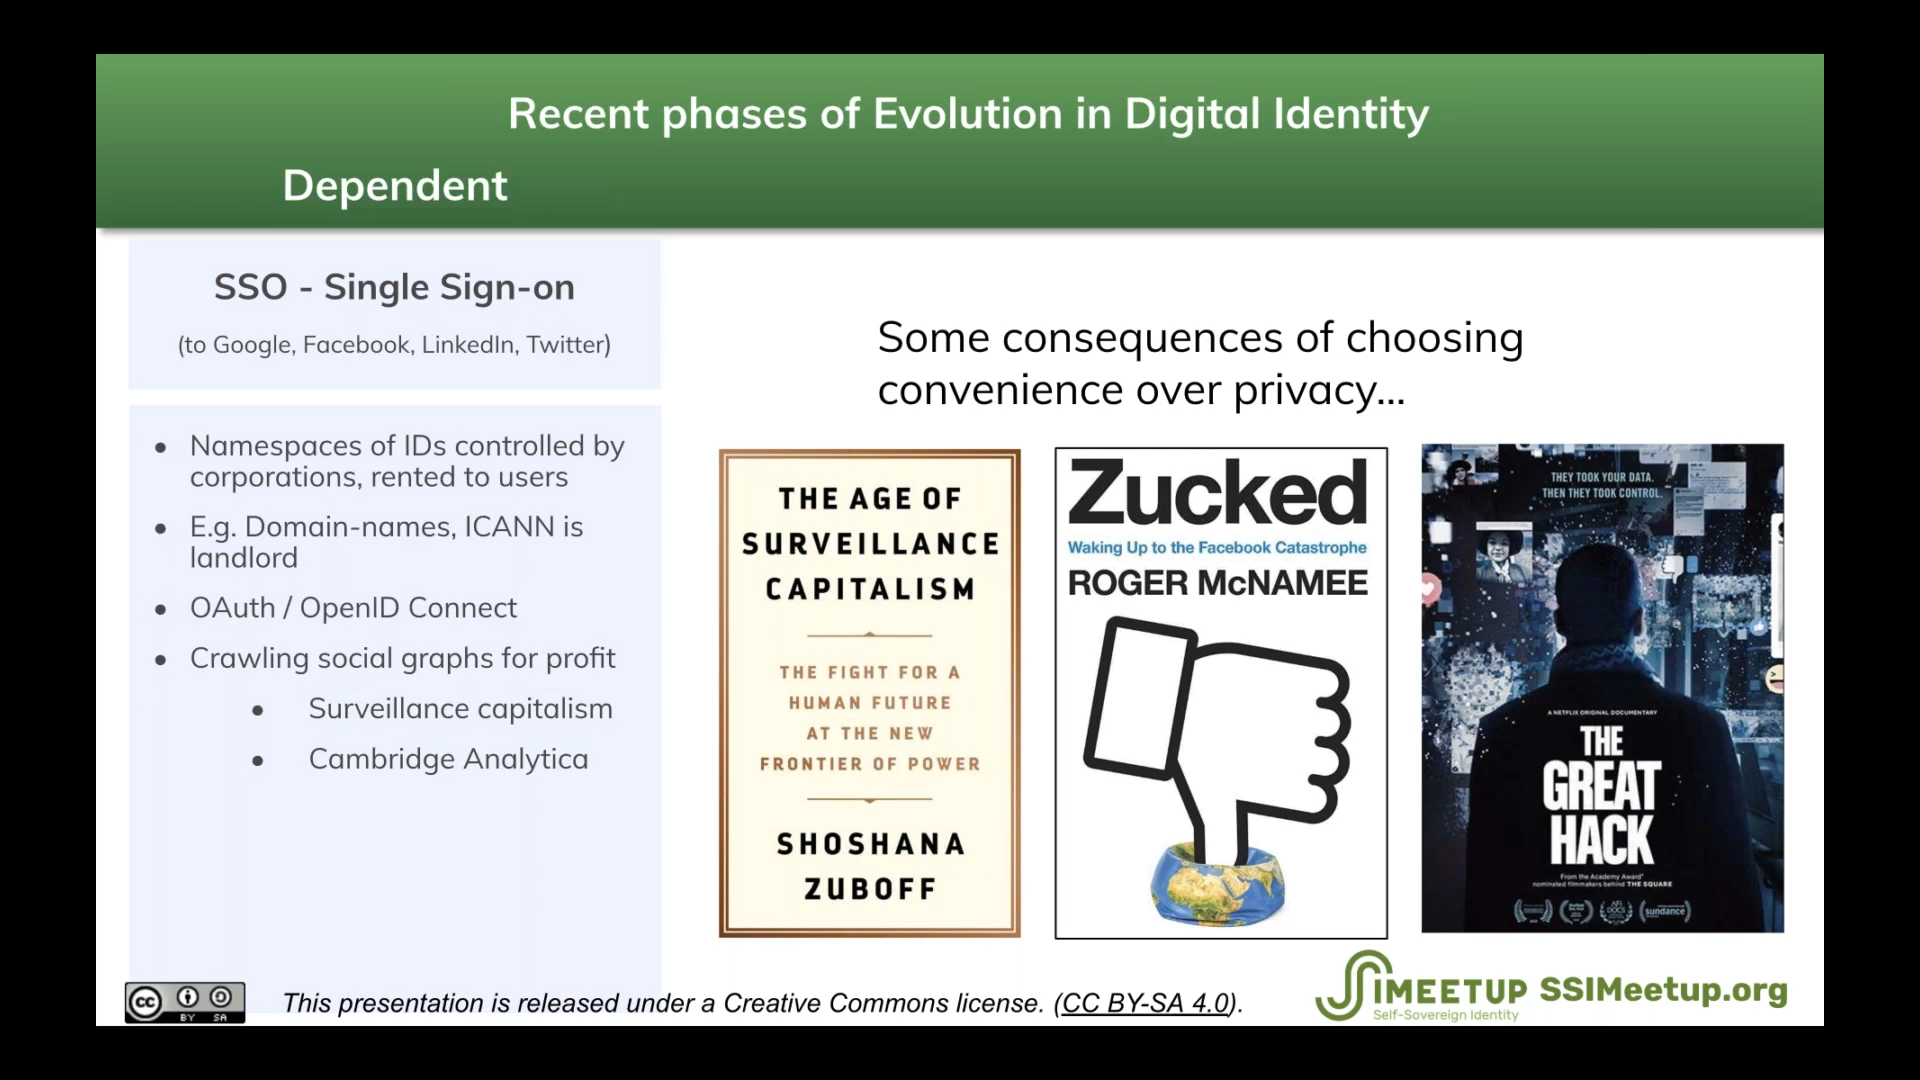 Recent phases of Evolution in Digital Identity
Dependent
SSO - Single Sign-on
(to Google, Facebook, LinkedIn, Twitter)
• Namespaces of IDs controlled by
corporations, rented to users
• E.g. Domain-names, ICANN is
landlord
• OAuth / OpenID Connect
• Crawling social graphs for profit
• Surveillance capitalism
• Cambridge Analytica
Some consequences of choosing
convenience over privacy...
THE AGE OF
SURVEILLANCE
CAPITALISM
THE FIGHT FOR A
HUMAN FUTURE
AT THE NEW
FRONTIER OF POWER
SHOSHANA
ZUBOFF
Zucked
Waking Up to the Facebook Catastrophe
ROGER McNAMEE
THEY TOOK YOUR DATA.
THEN THEY TOOK CONTROL.
A NETFLIX ORIGINAL DOCUMENTARY
THE
GREAT
HACK
From the Academy Award®
nominated filmmakers behind THE SQUARE
AFI
DOCS
sundance
cc BY SA
This presentation is released under a Creative Commons license. (CC BY-SA 4.0).
SSIMEETUP
Self-Sovereign Identity
SSIMeetup.org